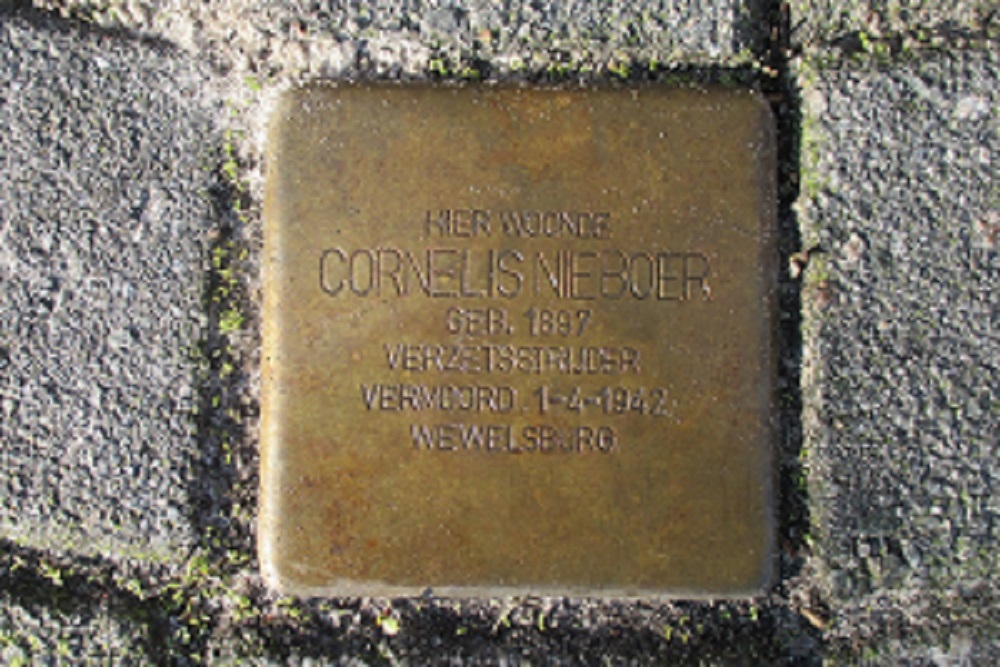 HIER WOONDE
CORNELIS NIEBOER
GEB. 1897
VERZETSSTRIJDER
VERMOORD 1-4-1942
WEWELSBURG